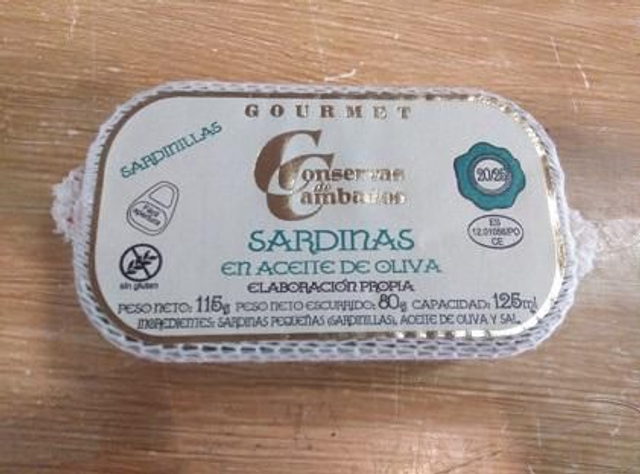 GOURMET
SARDINILLAS
Conservas
de
Cambados
20/25
Fácil
Apertura
SARDINAS
EN ACEITE DE OLIVA
ELABORACIÓN PROPIA
ES
12.01056/PO
CE
sin gluten
PESO NETO: 115g PESO NETO ESCURRIDO: 80g CAPACIDAD: 125ml
INGREDIENTES: SARDINAS PEQUEÑAS (SARDINILLAS), ACEITE DE OLIVA Y SAL.